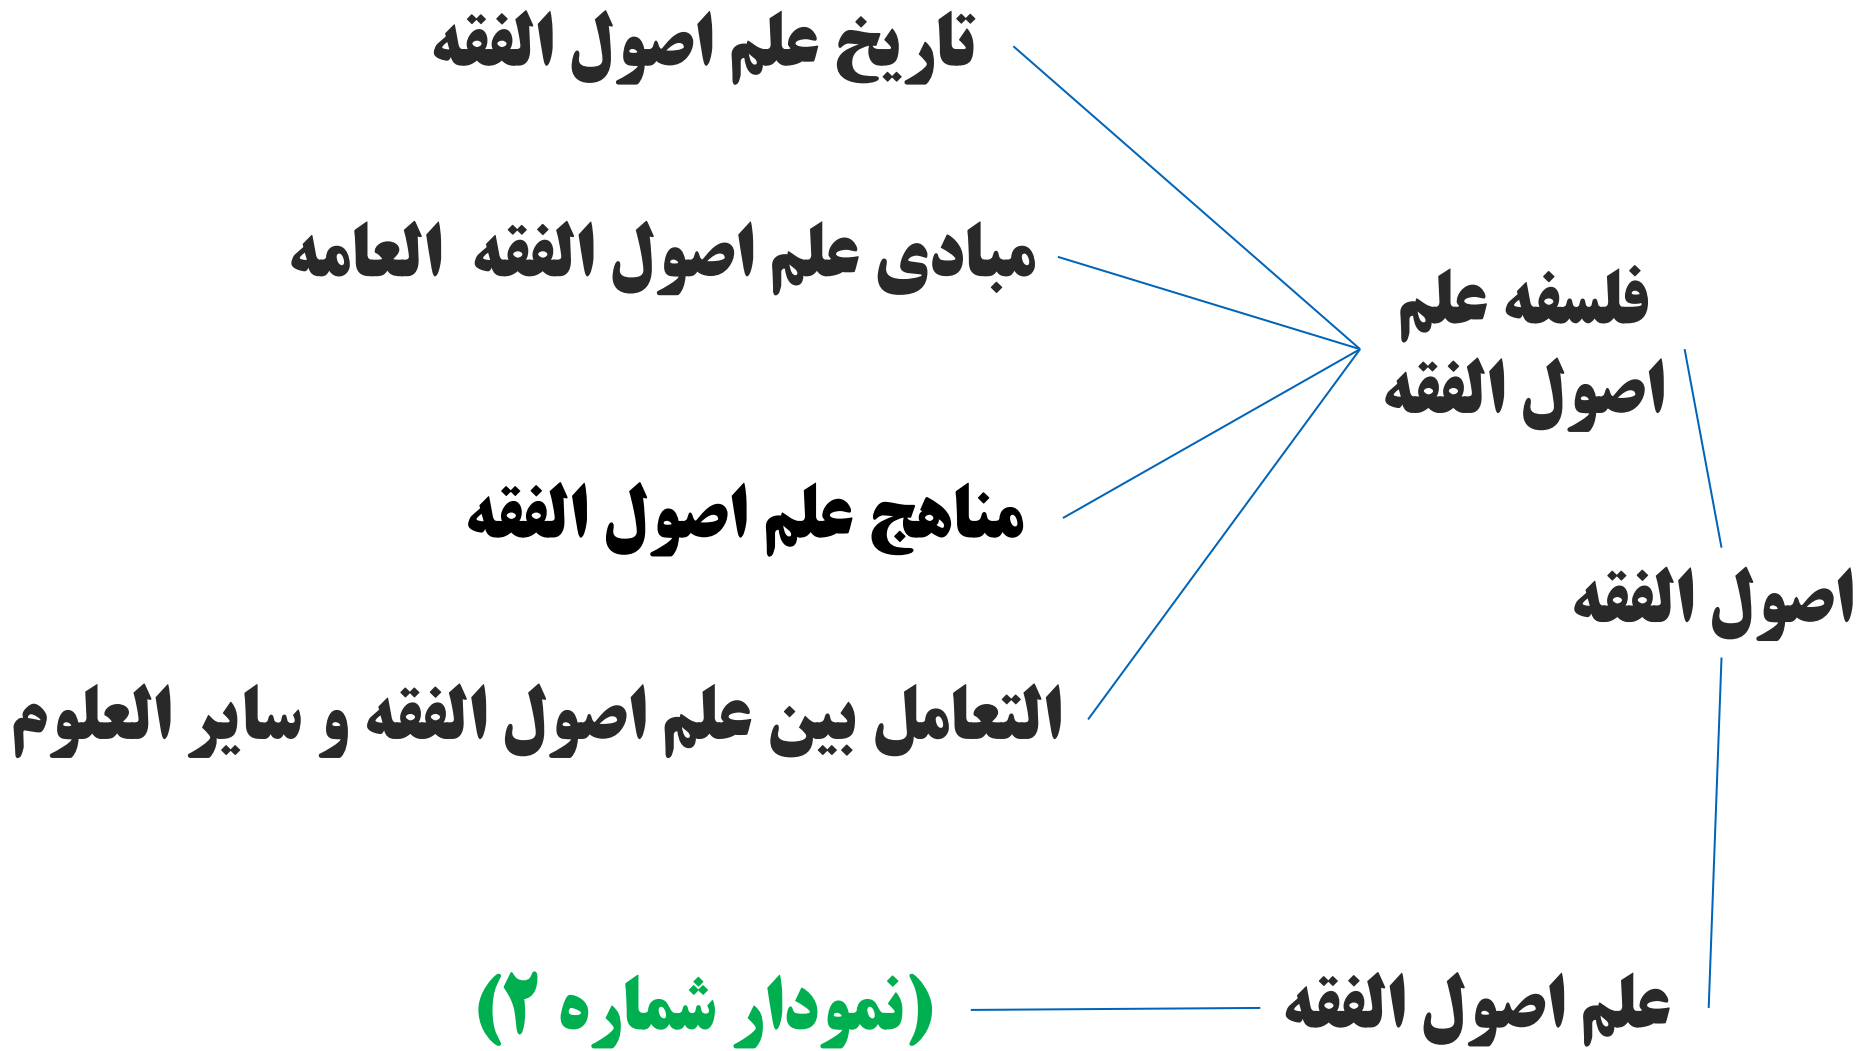 تاریخ علم اصول الفقه
مبادی علم اصول الفقه العامه
فلسفه علم
اصول الفقه
مناهج علم اصول الفقه
اصول الفقه
التعامل بین علم اصول الفقه و سایر العلوم
علم اصول الفقه
(نمودار شماره ۲)